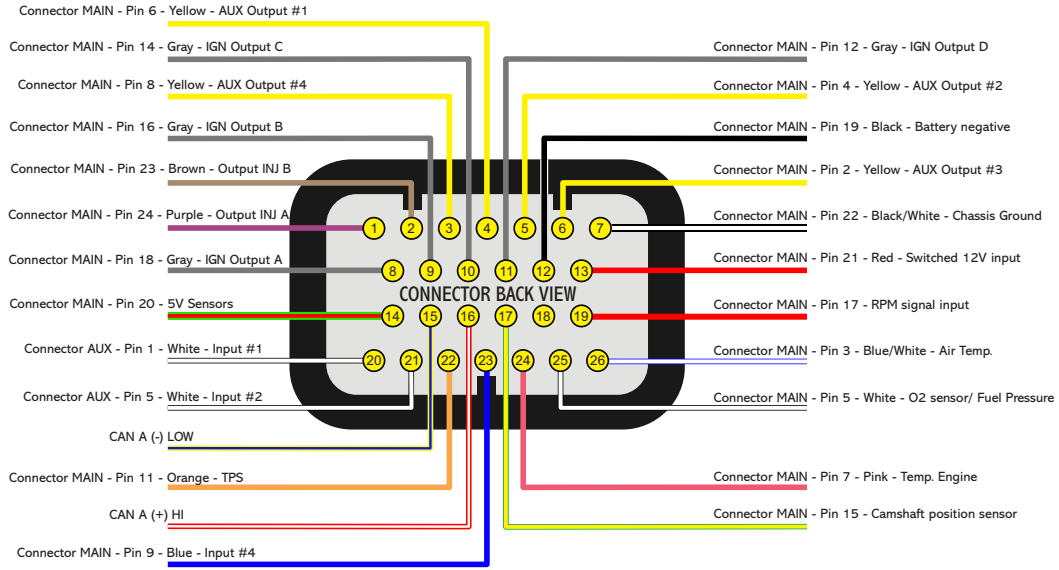 Connector MAIN - Pin 6 - Yellow - AUX Output #1
Connector MAIN - Pin 14 - Gray - IGN Output C
Connector MAIN - Pin 8 - Yellow - AUX Output #4
Connector MAIN - Pin 16 - Gray - IGN Output B
Connector MAIN - Pin 23 - Brown - Output INJ B
Connector MAIN - Pin 24 - Purple - Output INJ A
Connector MAIN - Pin 18 - Gray - IGN Output A
Connector MAIN - Pin 20 - 5V Sensors
Connector AUX - Pin 1 - White - Input #1
Connector AUX - Pin 5 - White - Input #2
CAN A (-) LOW
Connector MAIN - Pin 11 - Orange - TPS
CAN A (+) HI
Connector MAIN - Pin 9 - Blue - Input #4
1 2 3 4 5 6 7
8 9 10 11 12 13
CONNECTOR BACK VIEW
14 15 16 17 18 19
20 21 22 23 24 25 26
Connector MAIN - Pin 12 - Gray - IGN Output D
Connector MAIN - Pin 4 - Yellow - AUX Output #2
Connector MAIN - Pin 19 - Black - Battery negative
Connector MAIN - Pin 2 - Yellow - AUX Output #3
Connector MAIN - Pin 22 - Black/White - Chassis Ground
Connector MAIN - Pin 21 - Red - Switched 12V input
Connector MAIN - Pin 17 - RPM signal input
Connector MAIN - Pin 3 - Blue/White - Air Temp.
Connector MAIN - Pin 5 - White - O2 sensor/ Fuel Pressure
Connector MAIN - Pin 7 - Pink - Temp. Engine
Connector MAIN - Pin 15 - Camshaft position sensor